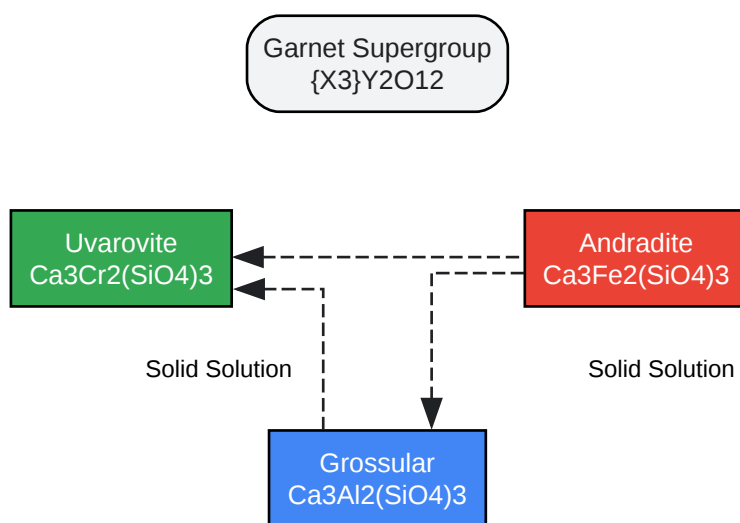 Garnet Supergroup
{X3}Y2O12
Uvarovite
Ca3Cr2(SiO4)3
Andradite
Ca3Fe2(SiO4)3
Solid Solution
Solid Solution
Grossular
Ca3Al2(SiO4)3